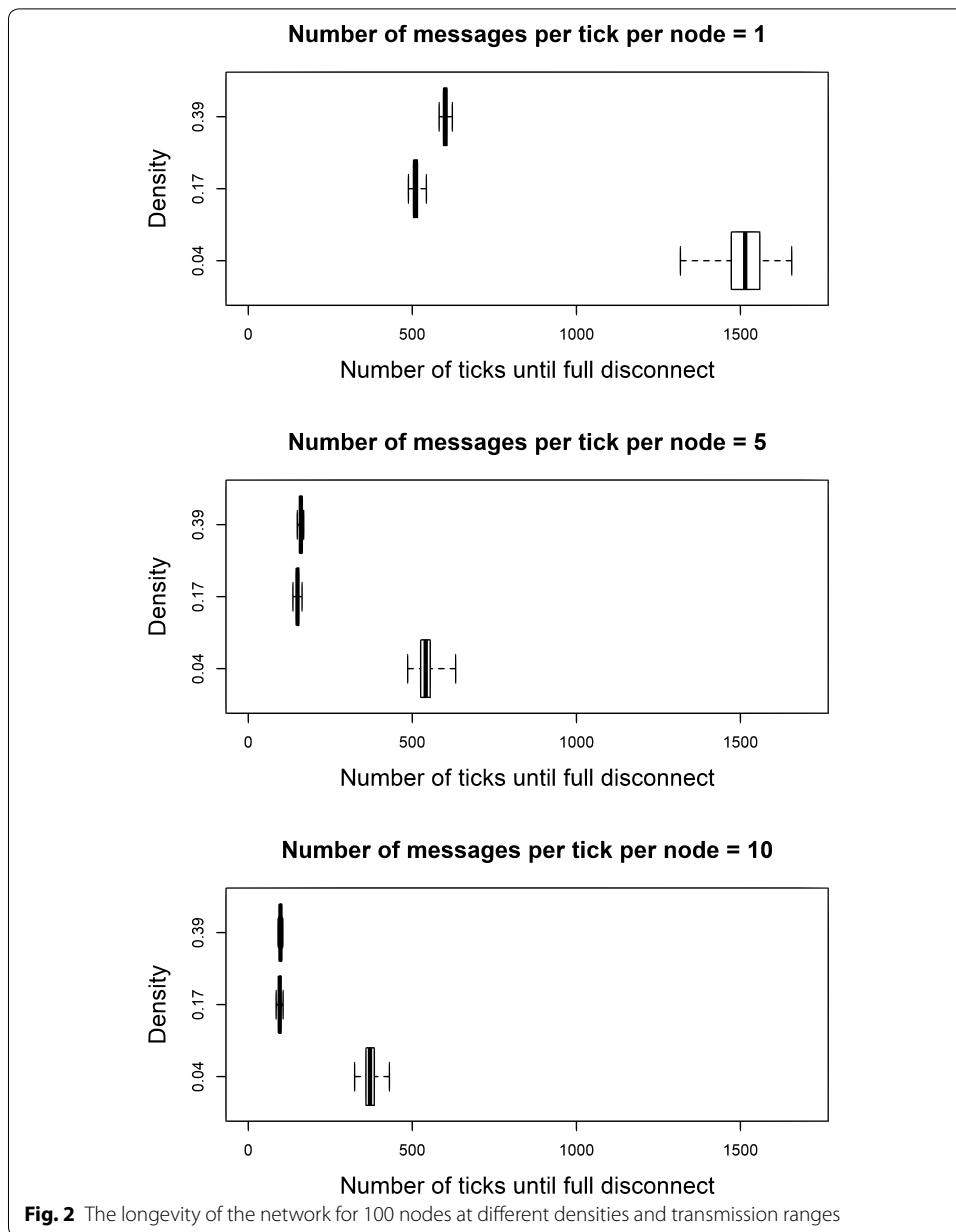 Number of messages per tick per node = 1
Density
0.39
0.17
0.04
0 500 1000 1500
Number of ticks until full disconnect
Number of messages per tick per node = 5
Density
0.39
0.17
0.04
0 500 1000 1500
Number of ticks until full disconnect
Number of messages per tick per node = 10
Density
0.39
0.17
0.04
0 500 1000 1500
Number of ticks until full disconnect
Fig. 2 The longevity of the network for 100 nodes at different densities and transmission ranges